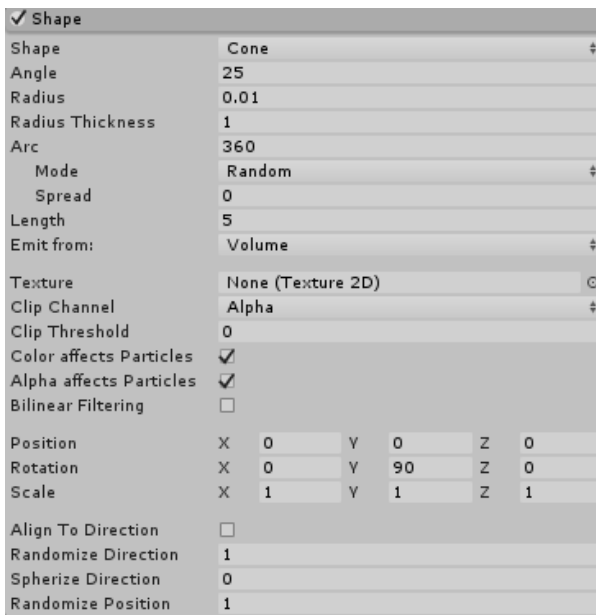 Shape
Shape Cone
Angle 25
Radius 0.01
Radius Thickness 1
Arc 360
Mode Random
Spread 0
Length 5
Emit from: Volume
Texture None (Texture 2D)
Clip Channel Alpha
Clip Threshold 0
Color affects Particles
Alpha affects Particles
Bilinear Filtering
Position X 0 Y 0 Z 0
Rotation X 0 Y 90 Z 0
Scale X 1 Y 1 Z 1
Align To Direction
Randomize Direction 1
Spherize Direction 0
Randomize Position 1